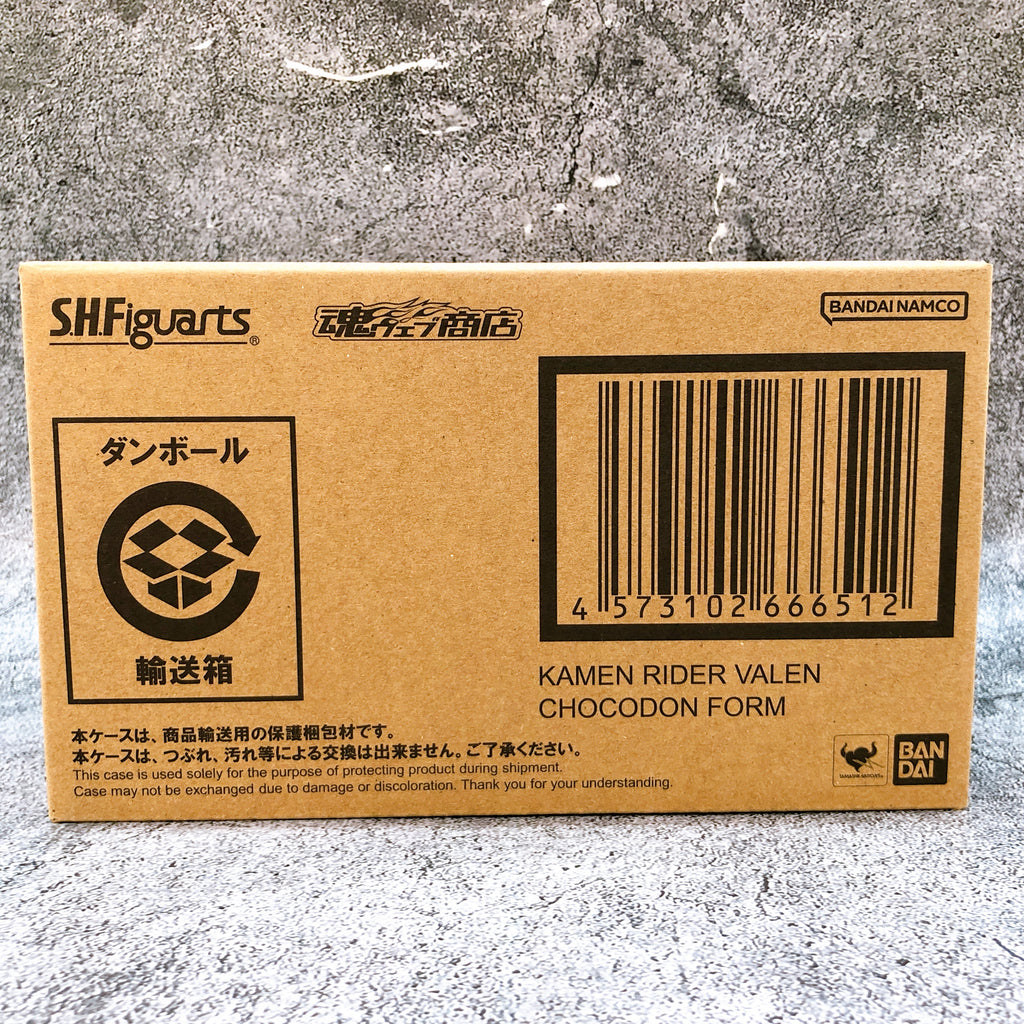 S.H.Figuarts®
魂ウェブ商店
BANDAI NAMCO
ダンボール
輸送箱
4 573102 666512
KAMEN RIDER VALEN
CHOCODON FORM
本ケースは、商品輸送用の保護梱包材です。
本ケースは、つぶれ、汚れ等による交換は出来ません。ご了承ください。
This case is used solely for the purpose of protecting product during shipment.
Case may not be exchanged due to damage or discoloration. Thank you for your understanding.
TAMASHII NATIONS
BAN
DAI